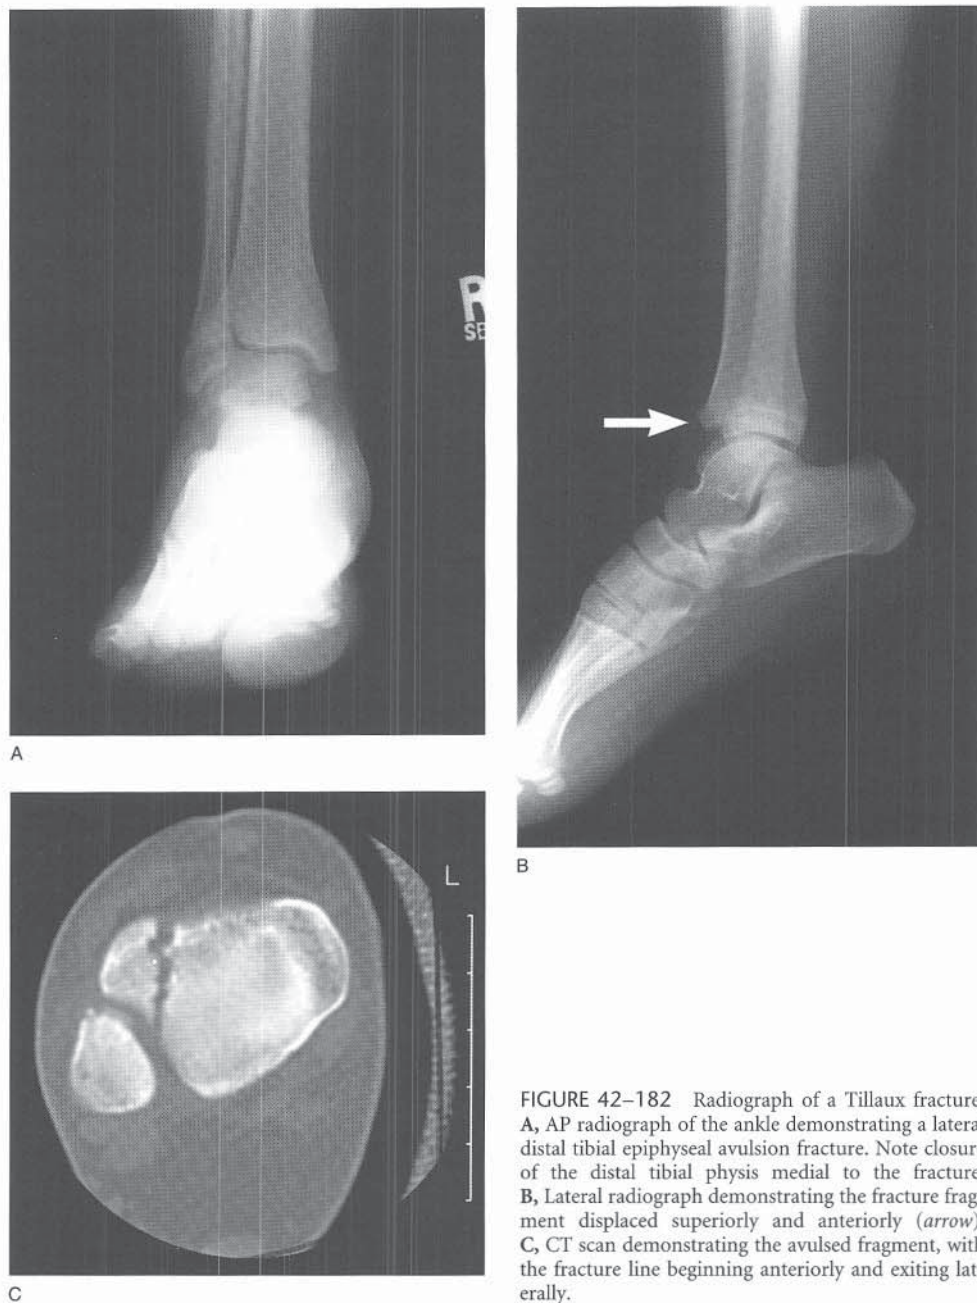 R
SE
A
B
L
C
FIGURE 42–182 Radiograph of a Tillaux fracture
A, AP radiograph of the ankle demonstrating a latera
distal tibial epiphyseal avulsion fracture. Note closur
of the distal tibial physis medial to the fracture
B, Lateral radiograph demonstrating the fracture frag
ment displaced superiorly and anteriorly (arrow)
C, CT scan demonstrating the avulsed fragment, with
the fracture line beginning anteriorly and exiting lat
erally.